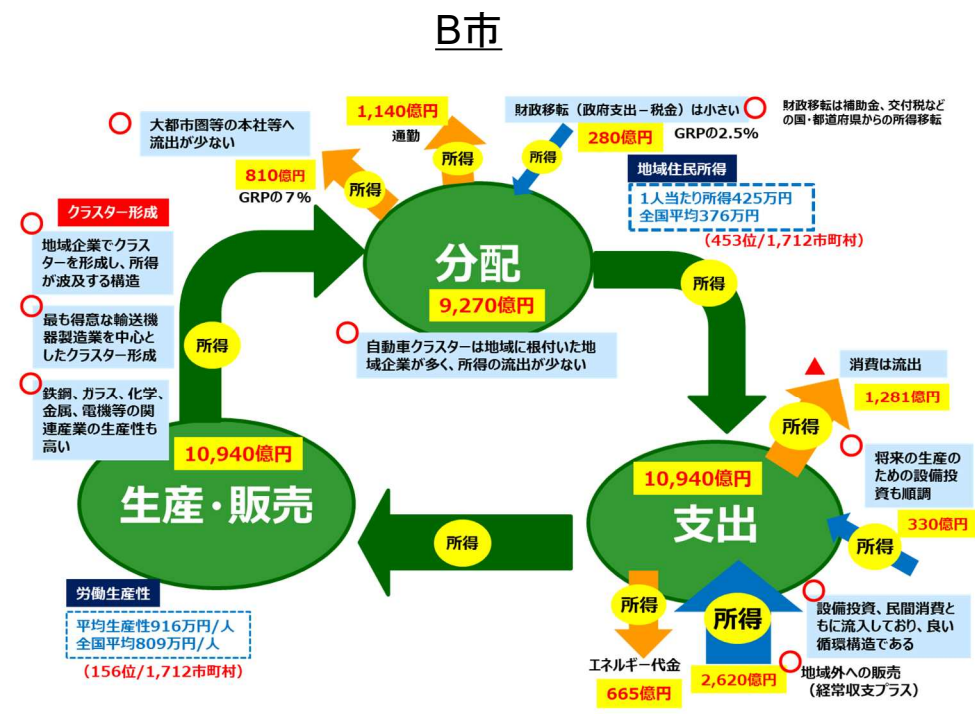 B市
大都市圏等の本社等へ
流出が少ない
810億円
GRPの7%
所得
1,140億円
通勤
所得
財政移転（政府支出－税金）は小さい
280億円
GRPの2.5%
所得
財政移転は補助金、交付税など
の国・都道府県からの所得移転
地域住民所得
1人当たり所得425万円
全国平均376万円
（453位/1,712市町村）
クラスター形成
地域企業でクラス
ターを形成し、所得
が波及する構造
最も得意な輸送機
器製造業を中心と
したクラスター形成
鉄鋼、ガラス、化学、
金属、電機等の関
連産業の生産性も
高い
所得
分配
9,270億円
自動車クラスターは地域に根付いた地
域企業が多く、所得の流出が少ない
所得
消費は流出
1,281億円
所得
将来の生産の
ための設備投
資も順調
330億円
所得
10,940億円
生産・販売
所得
10,940億円
支出
労働生産性
平均生産性916万円/人
全国平均809万円/人
（156位/1,712市町村）
所得
エネルギー代金
665億円
所得
2,620億円
設備投資、民間消費と
もに流入しており、良い
循環構造である
地域外への販売
（経常収支プラス）